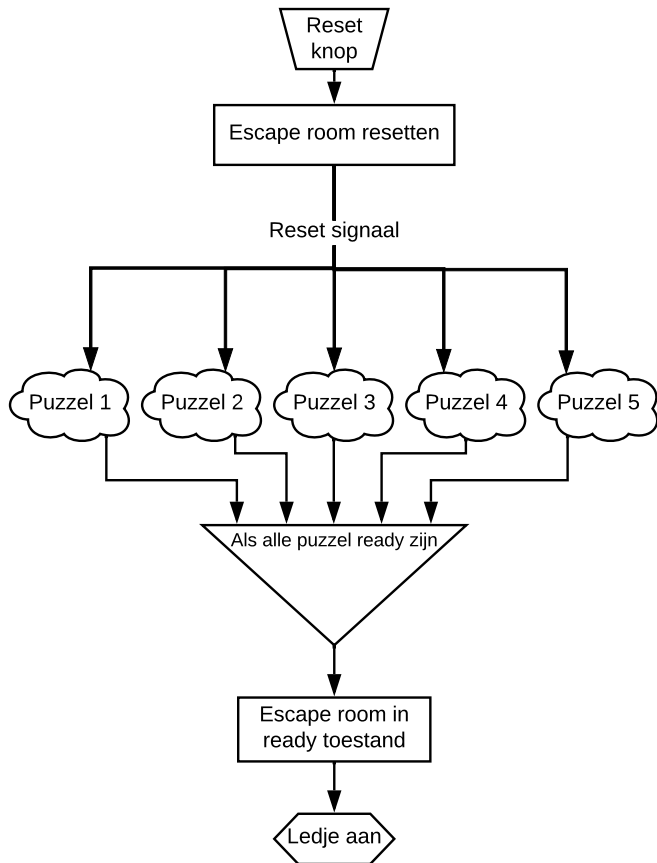 Reset
knop
Escape room resetten
Reset signaal
Puzzel 1
Puzzel 2
Puzzel 3
Puzzel 4
Puzzel 5
Als alle puzzel ready zijn
Escape room in
ready toestand
Ledje aan